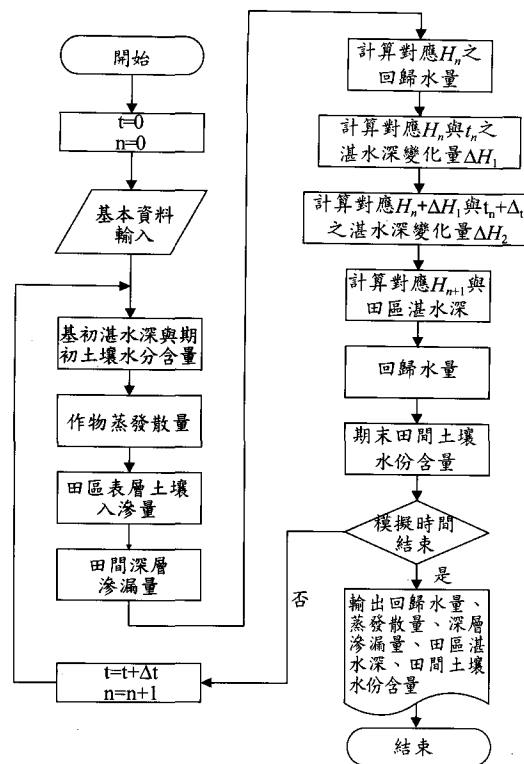 開始
t=0
n=0
基本資料
輸入
基初湛水深與期
初土壤水分含量
作物蒸發散量
田區表層土壤
入滲量
田間深層
滲漏量
t=t+Δt
n=n+1
計算對應Hn之
回歸水量
計算對應Hn與tn之
湛水深變化量ΔH1
計算對應Hn+ΔH1與tn+Δt
之湛水深變化量ΔH2
計算對應Hn+1與
田區湛水深
回歸水量
期末田間土壤
水份含量
模擬時間
結束
否
是
輸出回歸水量、
蒸發散量、深層
滲漏量、田區湛
水深、田間土壤
水份含量
結束